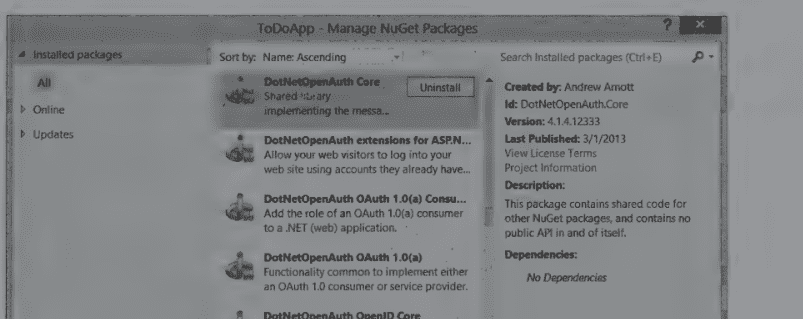 ToDoApp - Manage NuGet Packages
? ×
Installed packages
All
Online
Updates
Sort by: Name: Ascending
DotNetOpenAuth Core
Shared library
implementing the messa...
Uninstall
DotNetOpenAuth extensions for ASP.N...
Allow your web visitors to log into your
web site using accounts they already have...
DotNetOpenAuth OAuth 1.0(a) Consu...
Add the role of an OAuth 1.0(a) consumer
to a .NET (web) application.
DotNetOpenAuth OAuth 1.0(a)
Functionality common to implement either
an OAuth 1.0 consumer or service provider.
DotNetOpenAuth OpenID Core
Search Installed packages (Ctrl+E)
Created by: Andrew Arnott
Id: DotNetOpenAuth.Core
Version: 4.1.4.12333
Last Published: 3/1/2013
View License Terms
Project Information
Description:
This package contains shared code for
other NuGet packages, and contains no
public API in and of itself.
Dependencies:
No Dependencies